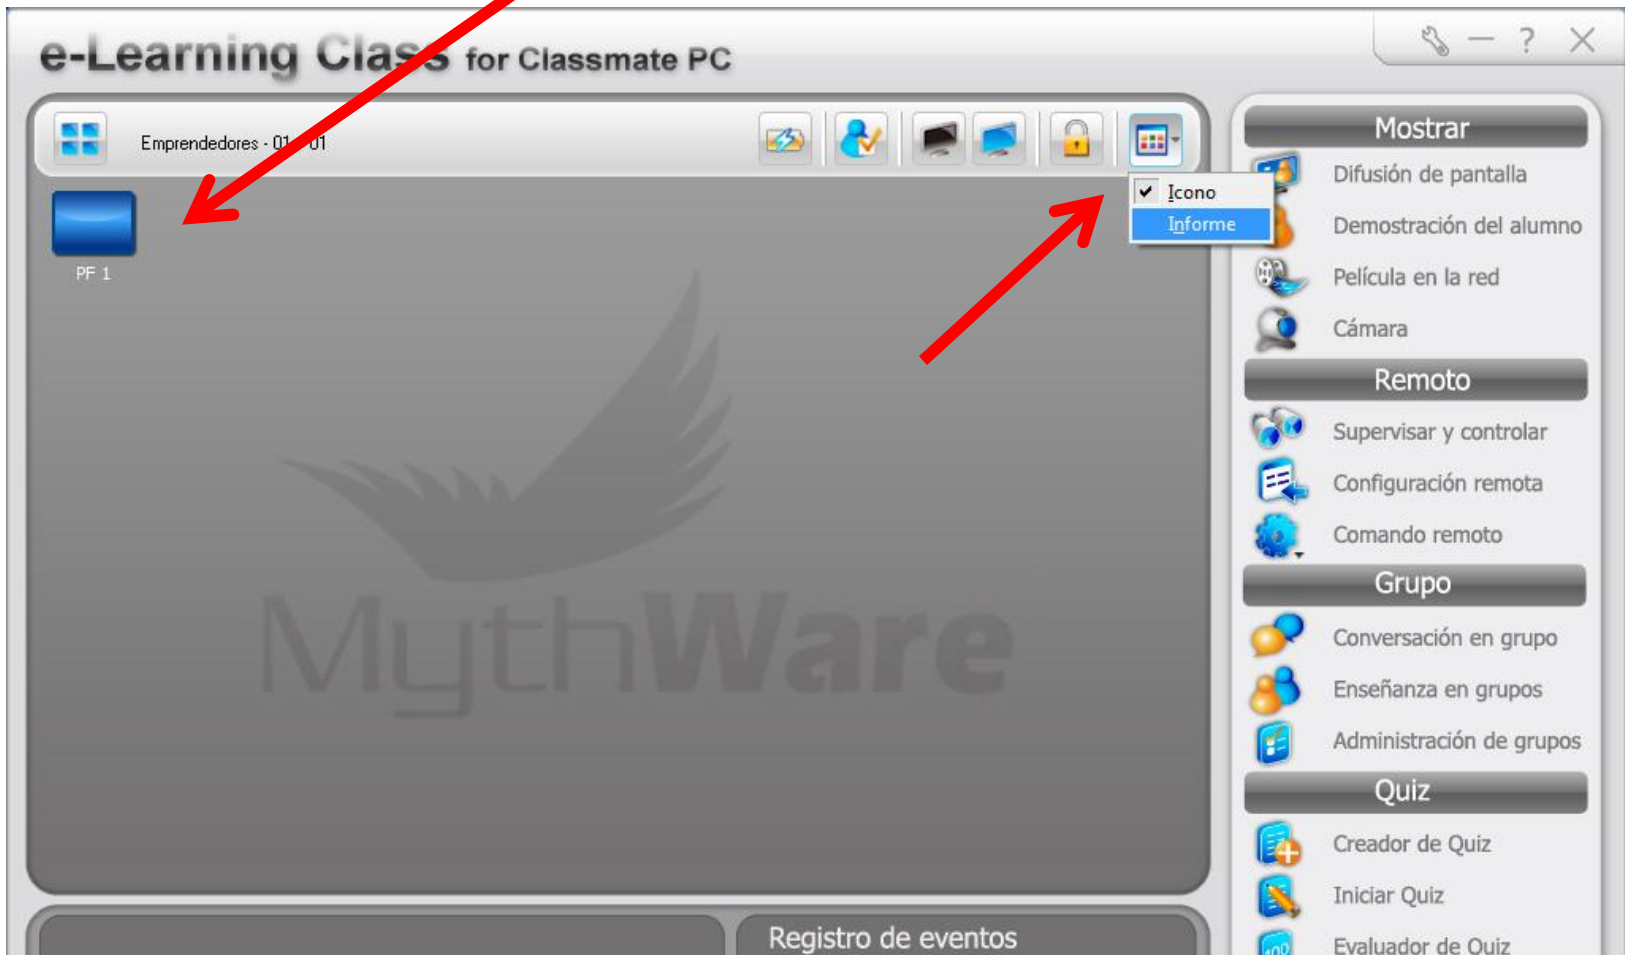 e-Learning Class for Classmate PC
?
Emprendedores - 01 - 01
Icono
Informe
PF 1
MythWare
Mostrar
Difusión de pantalla
Demostración del alumno
Película en la red
Cámara
Remoto
Supervisar y controlar
Configuración remota
Comando remoto
Grupo
Conversación en grupo
Enseñanza en grupos
Administración de grupos
Quiz
Creador de Quiz
Iniciar Quiz
100
Evaluador de Quiz
Registro de eventos